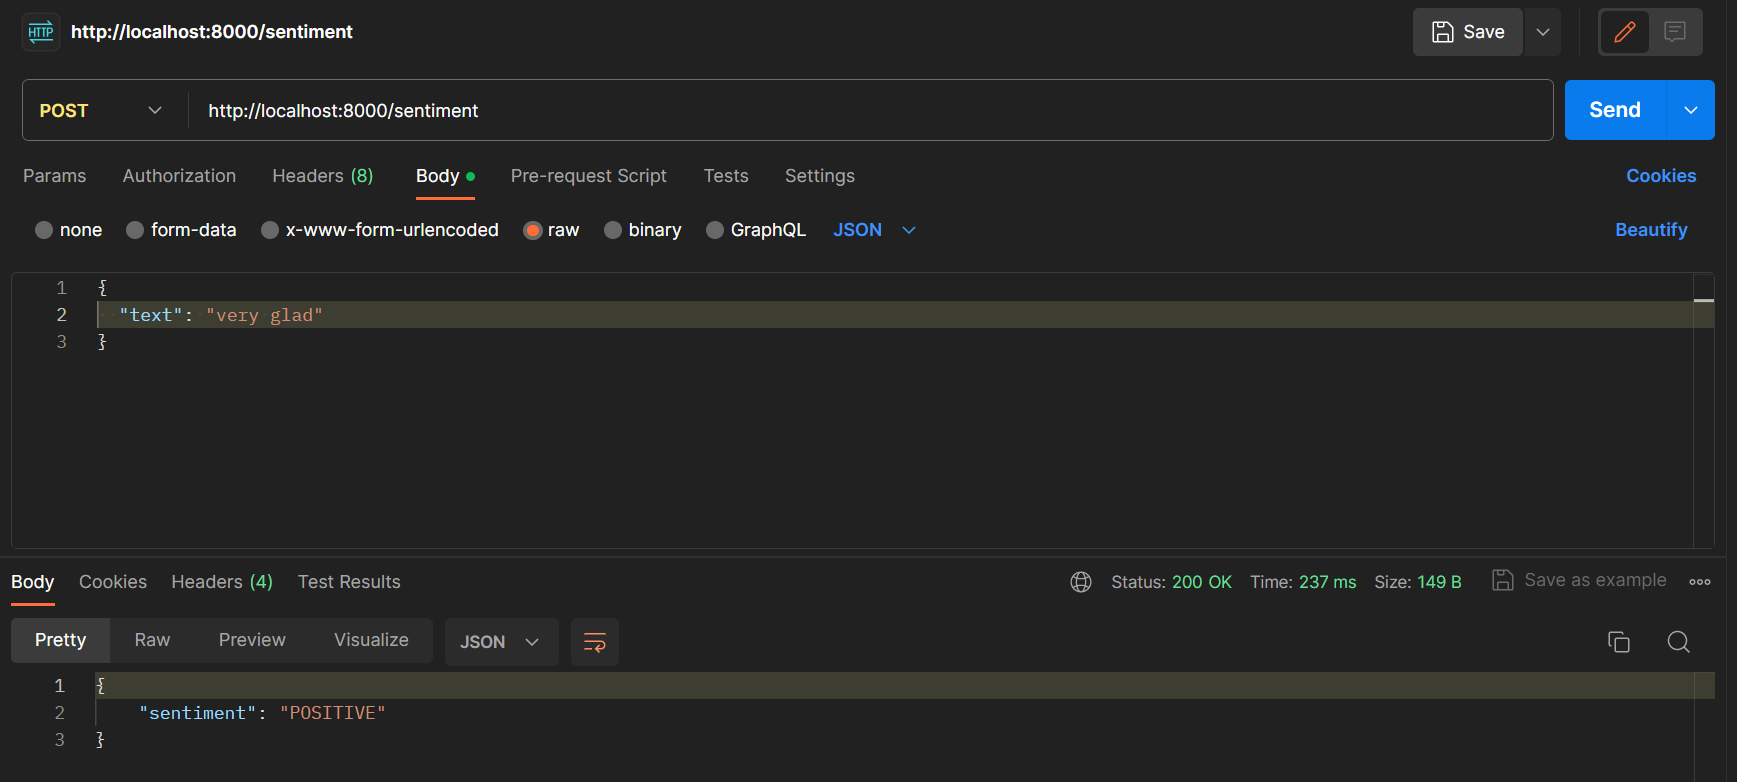 HTTP http://localhost:8000/sentiment Save
POST http://localhost:8000/sentiment Send
Params Authorization Headers (8) Body Pre-request Script Tests Settings Cookies
none form-data x-www-form-urlencoded raw binary GraphQL JSON Beautify
1 {
2 "text": "very glad"
3 }
Body Cookies Headers (4) Test Results Status: 200 OK Time: 237 ms Size: 149 B Save as example
Pretty Raw Preview Visualize JSON
1 {
2 "sentiment": "POSITIVE"
3 }